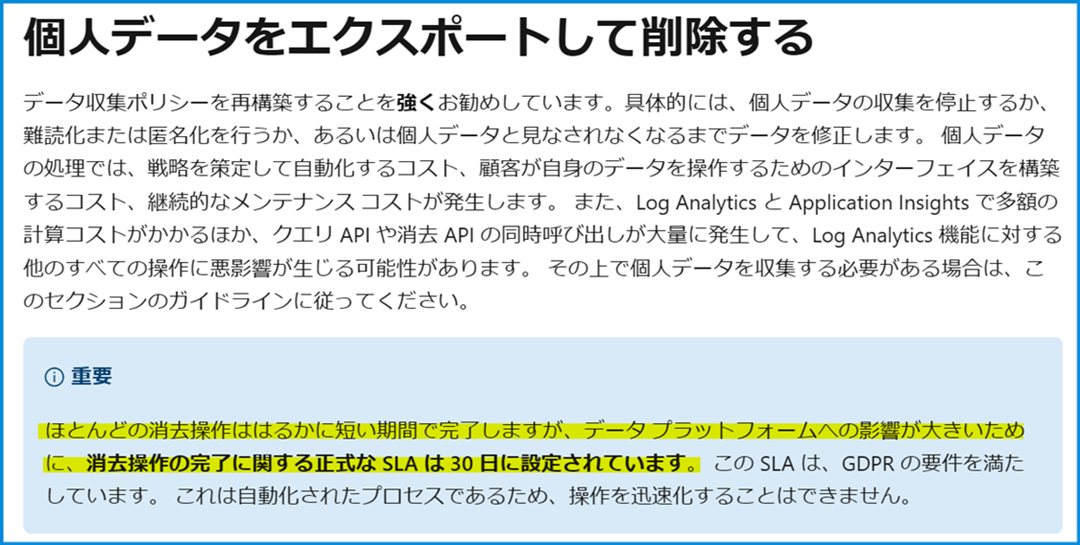 個人データをエクスポートして削除する
データ収集ポリシーを再構築することを強くお勧めしています。具体的には、個人データの収集を停止するか、
難読化または匿名化を行うか、あるいは個人データと見なされなくなるまでデータを修正します。 個人データ
の処理では、戦略を策定して自動化するコスト、顧客が自身のデータを操作するためのインターフェイスを構築
するコスト、継続的なメンテナンス コストが発生します。 また、Log Analytics と Application Insights で多額の
計算コストがかかるほか、クエリ API や消去 API の同時呼び出しが大量に発生して、Log Analytics 機能に対する
他のすべての操作に悪影響が生じる可能性があります。 その上で個人データを収集する必要がある場合は、こ
のセクションのガイドラインに従ってください。
重要
ほとんどの消去操作ははるかに短い期間で完了しますが、データ プラットフォームへの影響が大きいため
に、消去操作の完了に関する正式な SLA は 30 日に設定されています。 この SLA は、GDPR の要件を満た
しています。 これは自動化されたプロセスであるため、操作を迅速化することはできません。